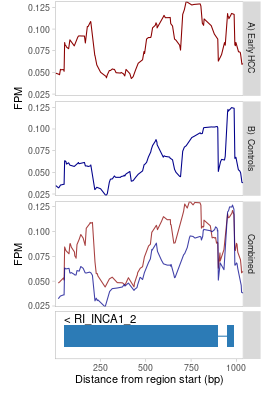 0.125
0.100
0.075
0.050
0.025
A) Early HCC
FPM
0.125
0.100
0.075
0.050
0.025
B) Controls
0.125
0.100
0.075
0.050
0.025
Combined
FPM
< RI_INCA1_2
250
500
750
1000
Distance from region start (bp)